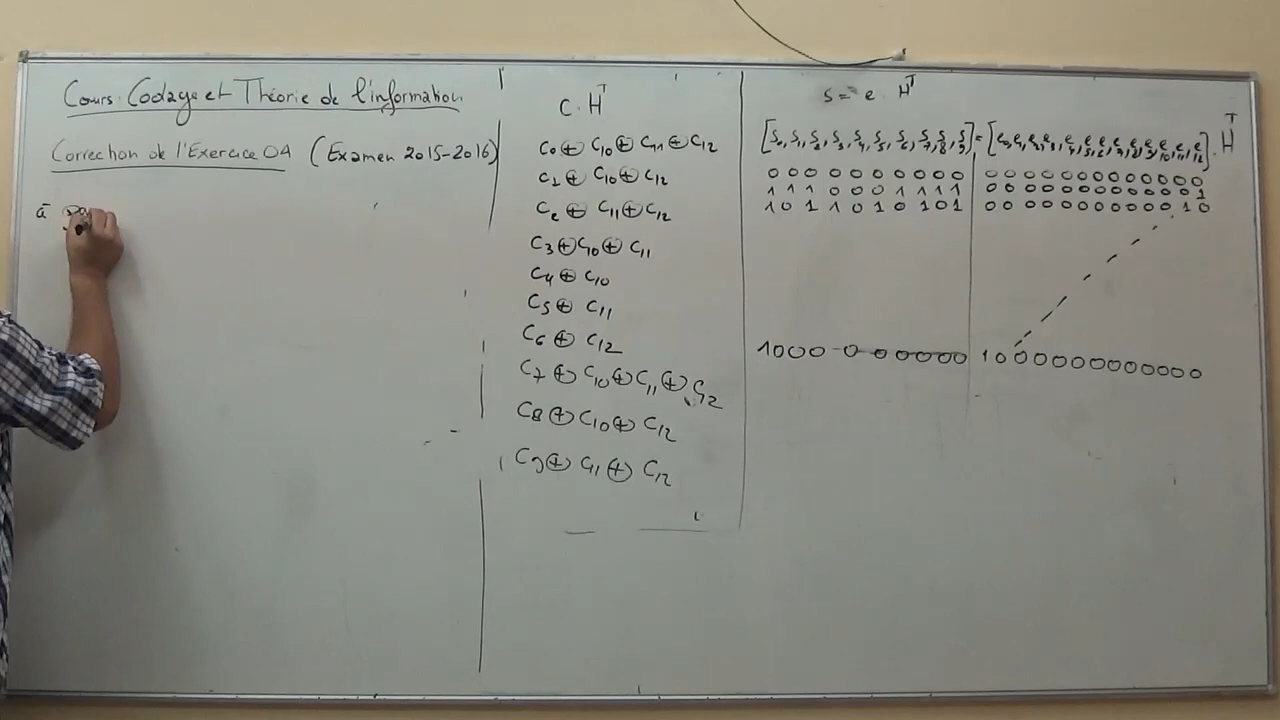 Cours: Codage et Théorie de l'information
Correction de l'Exercice 04 (Examen 2015-2016)
a-
C . H^T
C0 ⊕ C10 ⊕ C11 ⊕ C12
C1 ⊕ C10 ⊕ C12
C2 ⊕ C11 ⊕ C12
C3 ⊕ C10 ⊕ C11
C4 ⊕ C10
C5 ⊕ C11
C6 ⊕ C12
C7 ⊕ C10 ⊕ C11 ⊕ C12
C8 ⊕ C10 ⊕ C12
C9 ⊕ C11 ⊕ C12
S = e . H^T
[S0, S1, S2, S3, S4, S5, S6, S7, S8, S9] = [e0, e1, e2, e3, e4, e5, e6, e7, e8, e9, e10, e11, e12] . H^T
0 0 0 0 0 0 0 0 0 0 0 0 0 0 0 0 0 0 0 0 0 0 0
1 1 1 0 0 0 1 1 1 1 0 0 0 0 0 0 0 0 0 0 0 0 1
1 0 1 1 0 1 0 1 0 1 0 0 0 0 0 0 0 0 0 0 0 1 0
1 0 0 0 0 0 0 0 0 0 1 0 0 0 0 0 0 0 0 0 0 0 0